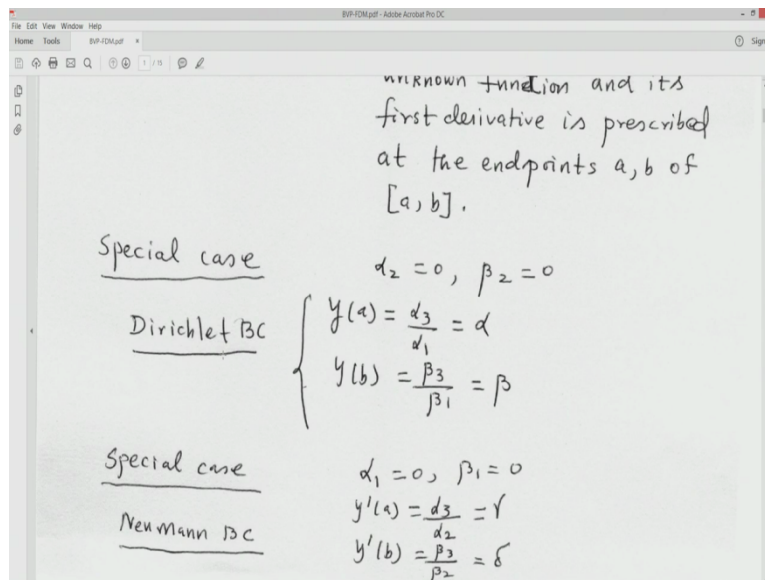 BVP-FDM.pdf - Adobe Acrobat Pro DC
File Edit View Window Help
Home Tools BVP-FDM.pdf × Sign
1 / 15
unknown function and its
first derivative is prescribed
at the endpoints a, b of
[a, b].
Special case α₂ = 0, β₂ = 0
Dirichlet BC { y(a) = α₃/α₁ = α
y(b) = β₃/β₁ = β
Special case α₁ = 0, β₁ = 0
Neumann BC y'(a) = α₃/α₂ = γ
y'(b) = β₃/β₂ = δ